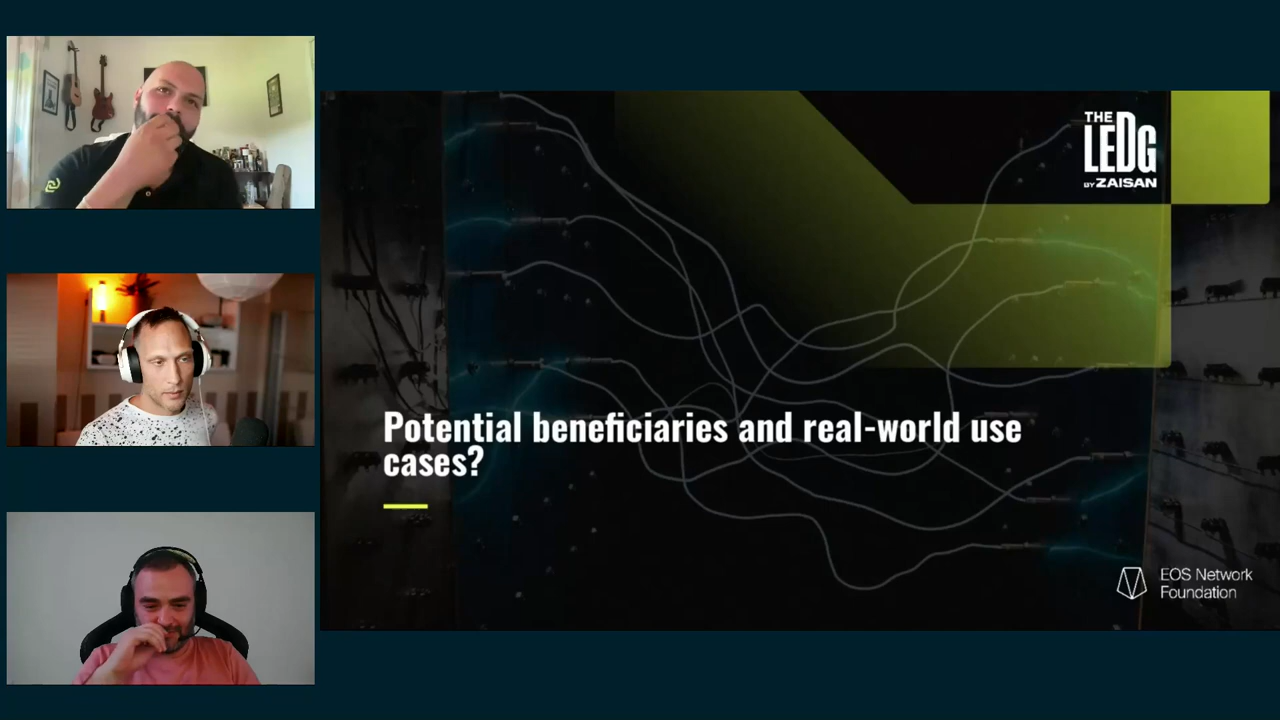 THE
LEDG
BY ZAISAN
Potential beneficiaries and real-world use
cases?
EOS Network
Foundation